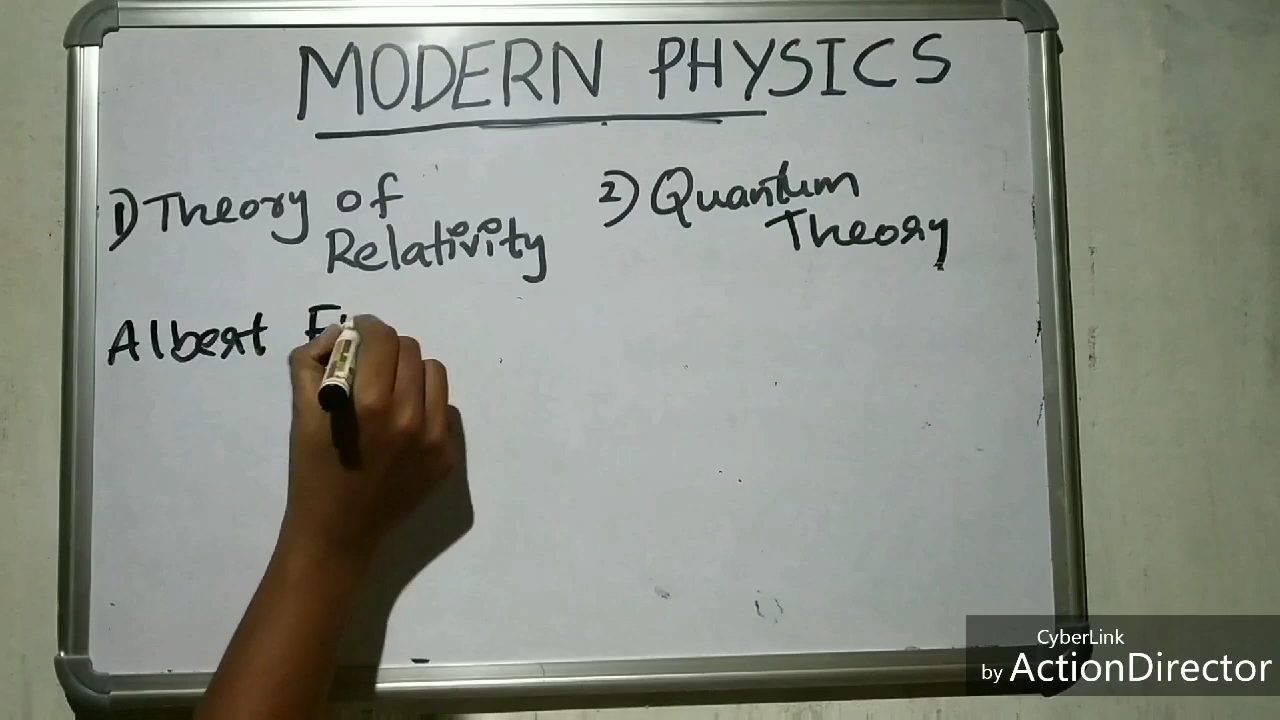 MODERN PHYSICS
1) Theory of
Relativity
2) Quantum
Theory
Albert
CyberLink
by ActionDirector